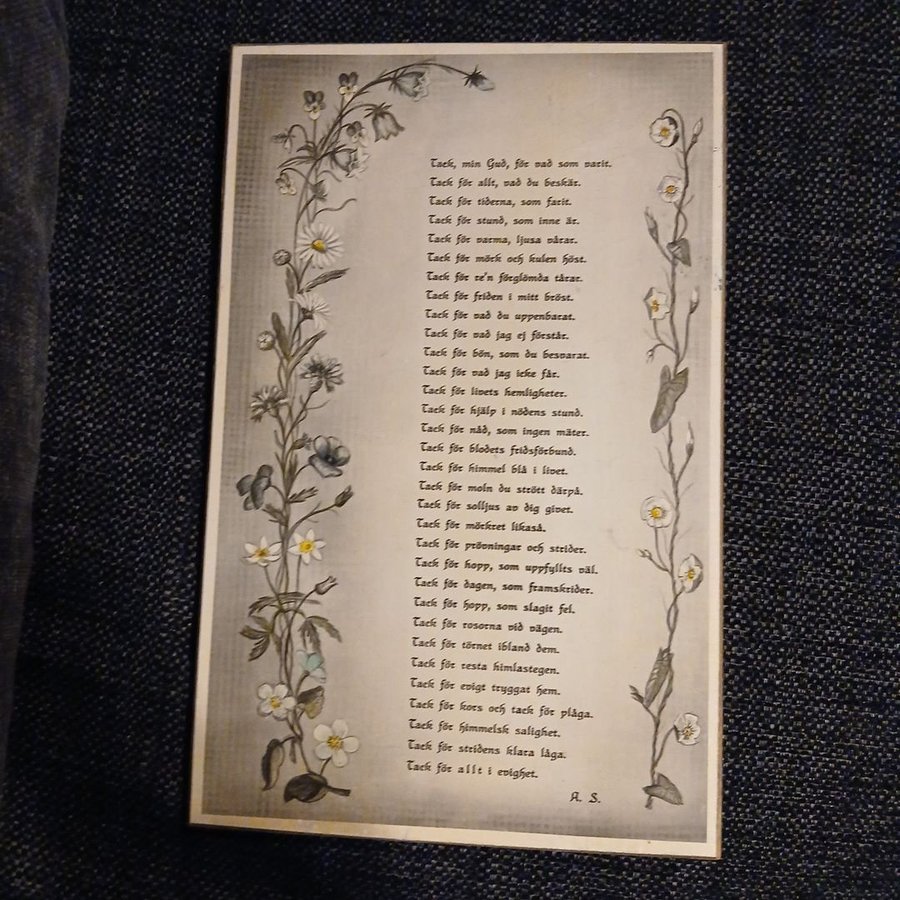 Tack, min Gud, för vad som varit.
Tack för allt, vad du beskär.
Tack för tiderna, som farit.
Tack för stund, som inne är.
Tack för varma, ljusa vårar.
Tack för mörk och kulen höst.
Tack för re'n förglömda tårar.
Tack för friden i mitt bröst.
Tack för vad du uppenbarat.
Tack för vad jag ej förstår.
Tack för bön, som du besvarat.
Tack för vad jag icke får.
Tack för livets hemligheter.
Tack för hjälp i nödens stund.
Tack för nåd, som ingen mäter.
Tack för blodets fridsförbund.
Tack för himmel blå i livet.
Tack för moln du strött därpå.
Tack för solljus av dig givet.
Tack för mörkret likaså.
Tack för prövningar och strider.
Tack för hopp, som uppfyllts väl.
Tack för dagen, som framskrider.
Tack för hopp, som slagit fel.
Tack för rosorna vid vägen.
Tack för törnet ibland dem.
Tack för resta himlastegen.
Tack för evigt tryggat hem.
Tack för kors och tack för plåga.
Tack för himmelsk salighet.
Tack för stridens klara låga.
Tack för allt i evighet.
A. S.